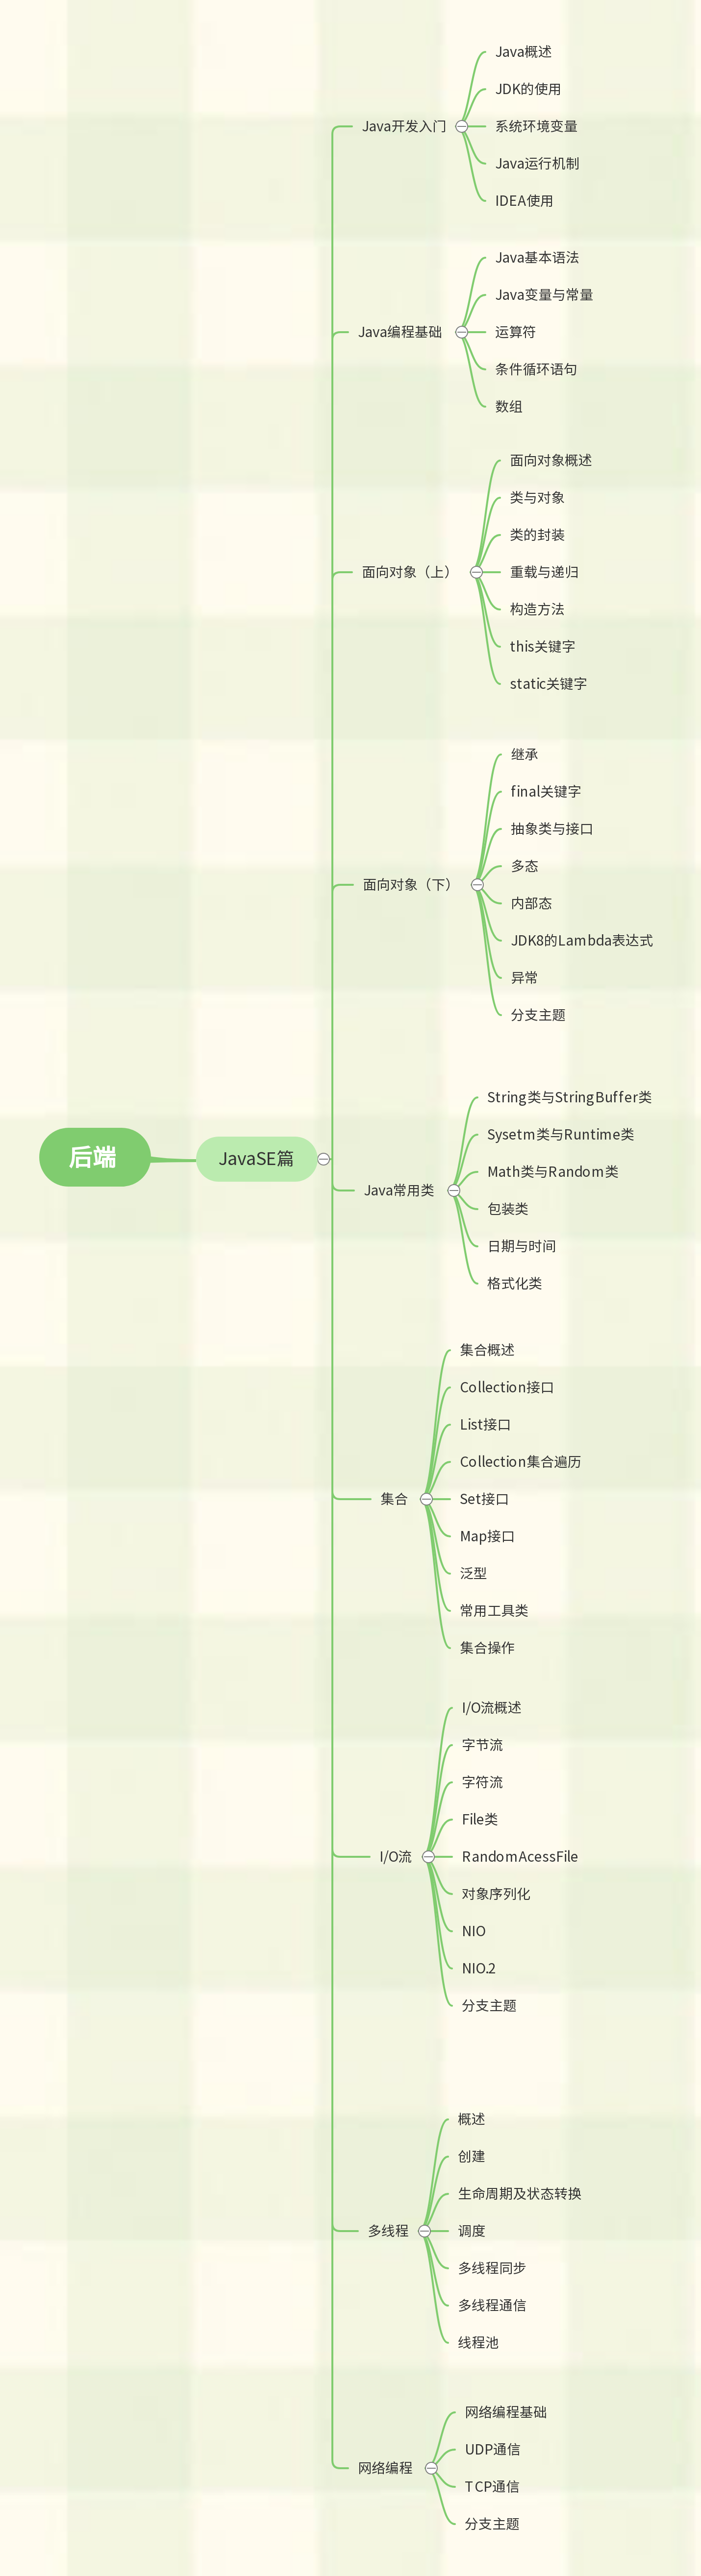 后端
JavaSE篇
Java开发入门
Java概述
JDK的使用
系统环境变量
Java运行机制
IDEA使用
Java编程基础
Java基本语法
Java变量与常量
运算符
条件循环语句
数组
面向对象（上）
面向对象概述
类与对象
类的封装
重载与递归
构造方法
this关键字
static关键字
面向对象（下）
继承
final关键字
抽象类与接口
多态
内部态
JDK8的Lambda表达式
异常
分支主题
Java常用类
String类与StringBuffer类
Sysetm类与Runtime类
Math类与Random类
包装类
日期与时间
格式化类
集合
集合概述
Collection接口
List接口
Collection集合遍历
Set接口
Map接口
泛型
常用工具类
集合操作
I/O流
I/O流概述
字节流
字符流
File类
RandomAcessFile
对象序列化
NIO
NIO.2
分支主题
多线程
概述
创建
生命周期及状态转换
调度
多线程同步
多线程通信
线程池
网络编程
网络编程基础
UDP通信
TCP通信
分支主题